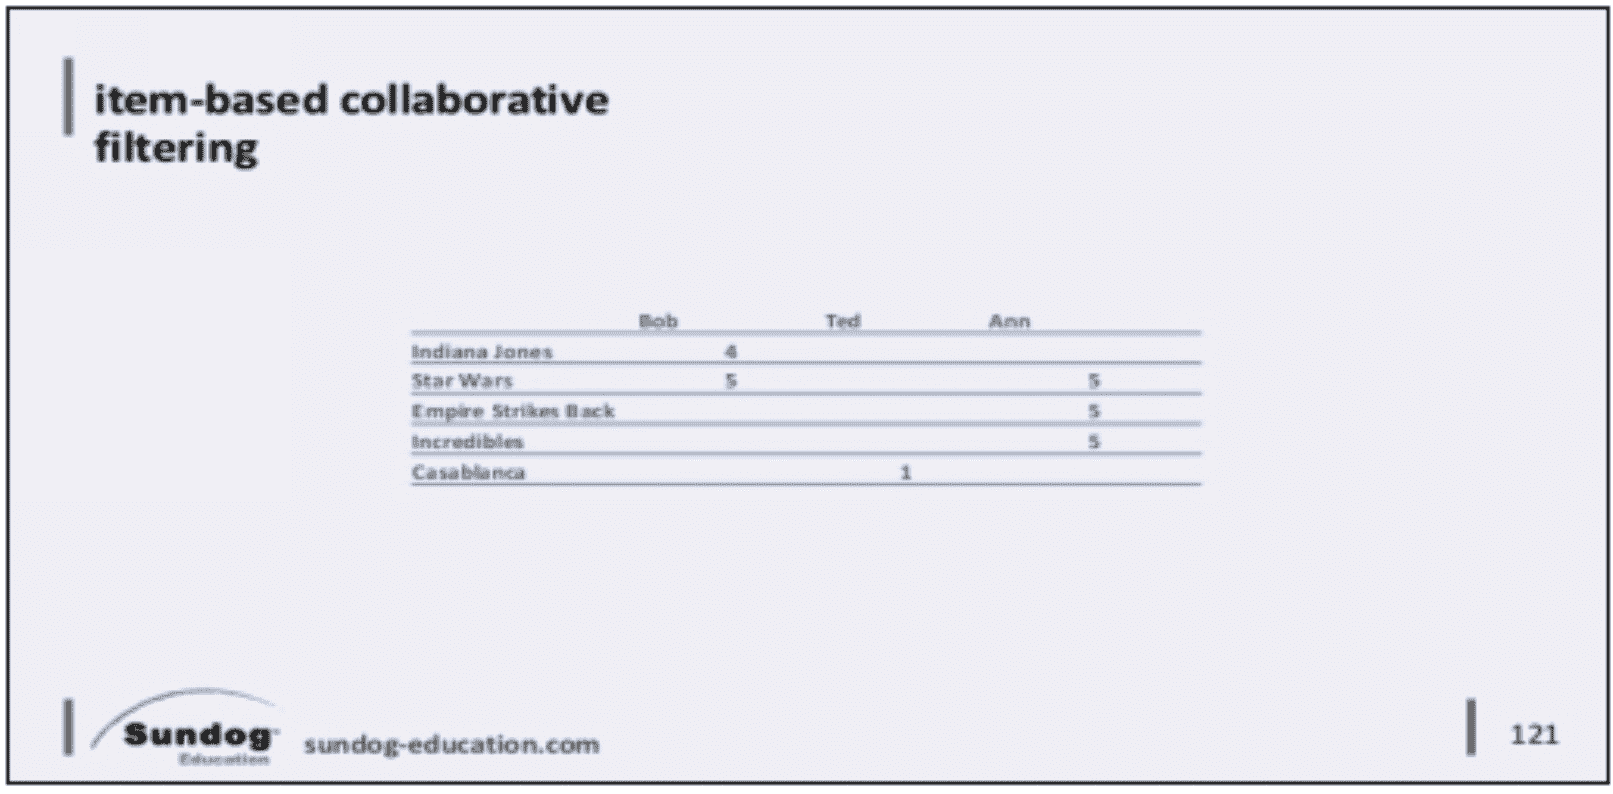 item-based collaborative
filtering
Bob Ted Ann
Indiana Jones 4
Star Wars 5 5
Empire Strikes Back 5
Incredibles 5
Casablanca 1
Sundog
Education
sundog-education.com
121